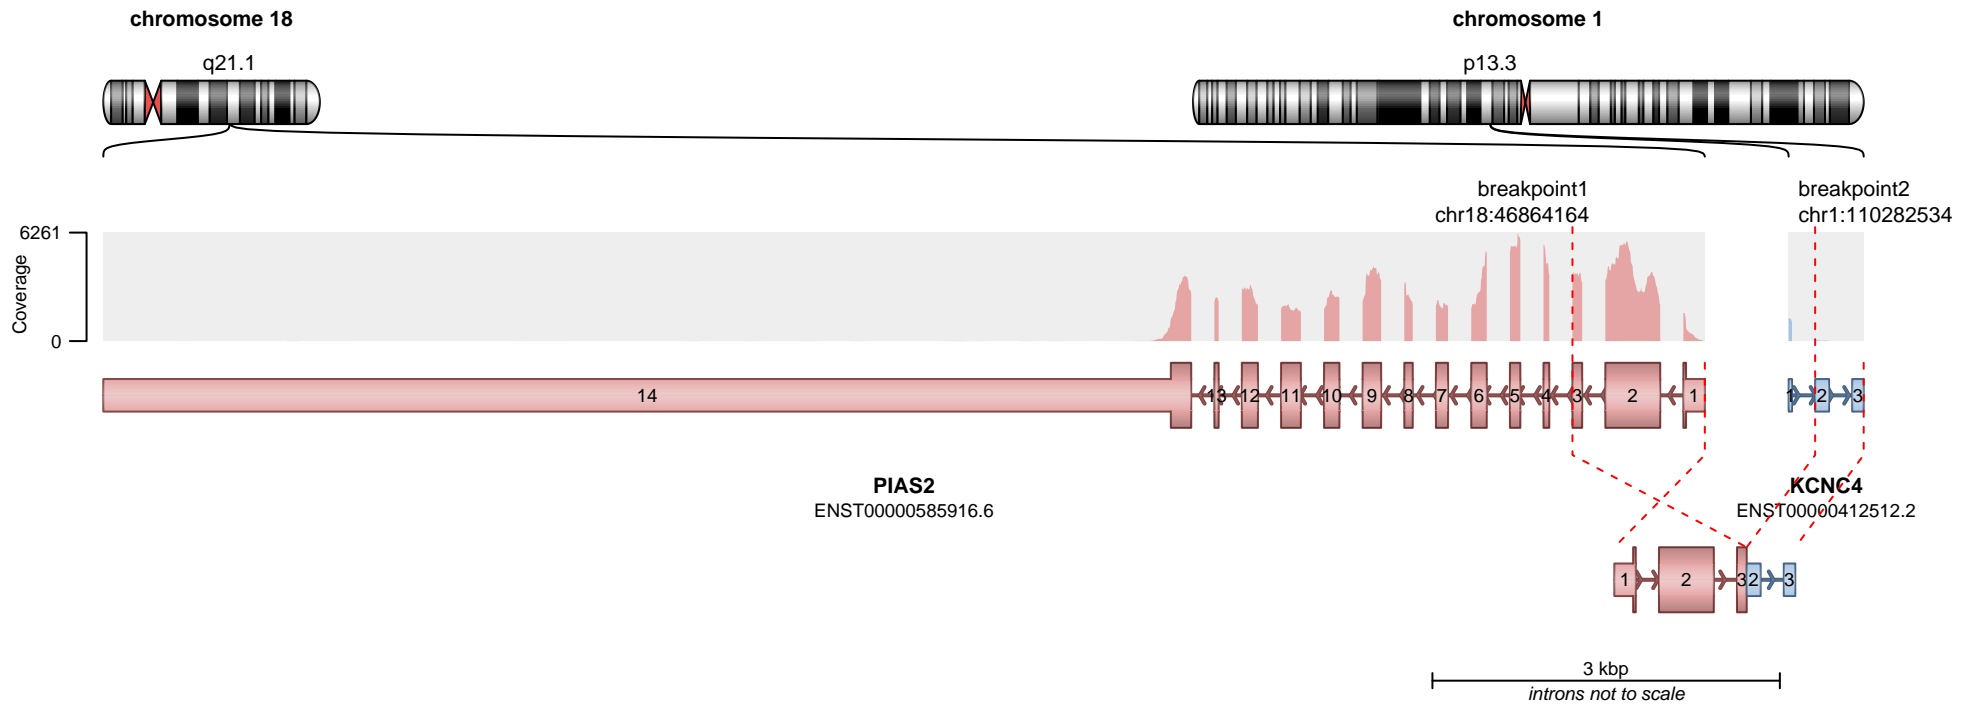 chromosome 18
chromosome 1
q21.1
p13.3
breakpoint1
chr18:46864164
breakpoint2
chr1:110282534
6261
Coverage
0
14
13
12
11
10
9
8
7
6
5
4
3
2
1
1
2
3
PIAS2
ENST00000585916.6
KCNC4
ENST00000412512.2
1
2
3
2
3
3 kbp
introns not to scale